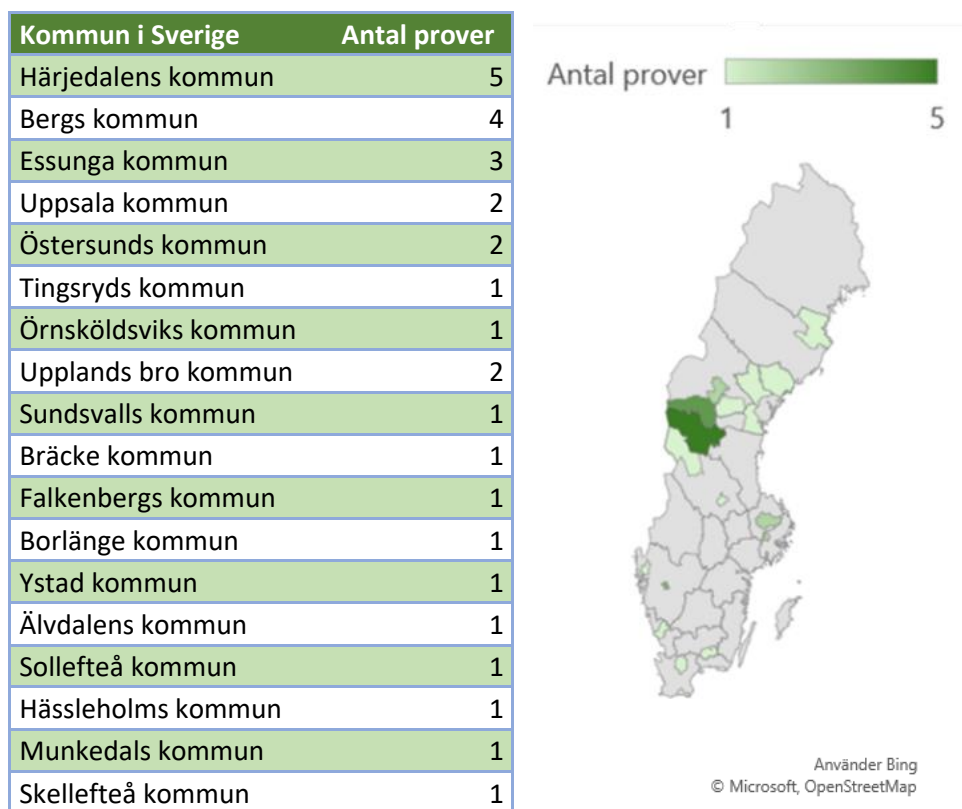 Kommun i Sverige Antal prover
Härjedalens kommun 5
Bergs kommun 4
Essunga kommun 3
Uppsala kommun 2
Östersunds kommun 2
Tingsryds kommun 1
Örnsköldsviks kommun 1
Upplands bro kommun 2
Sundsvalls kommun 1
Bräcke kommun 1
Falkenbergs kommun 1
Borlänge kommun 1
Ystad kommun 1
Älvdalens kommun 1
Sollefteå kommun 1
Hässleholms kommun 1
Munkedals kommun 1
Skellefteå kommun 1
Antal prover
1 5
Använder Bing
© Microsoft, OpenStreetMap